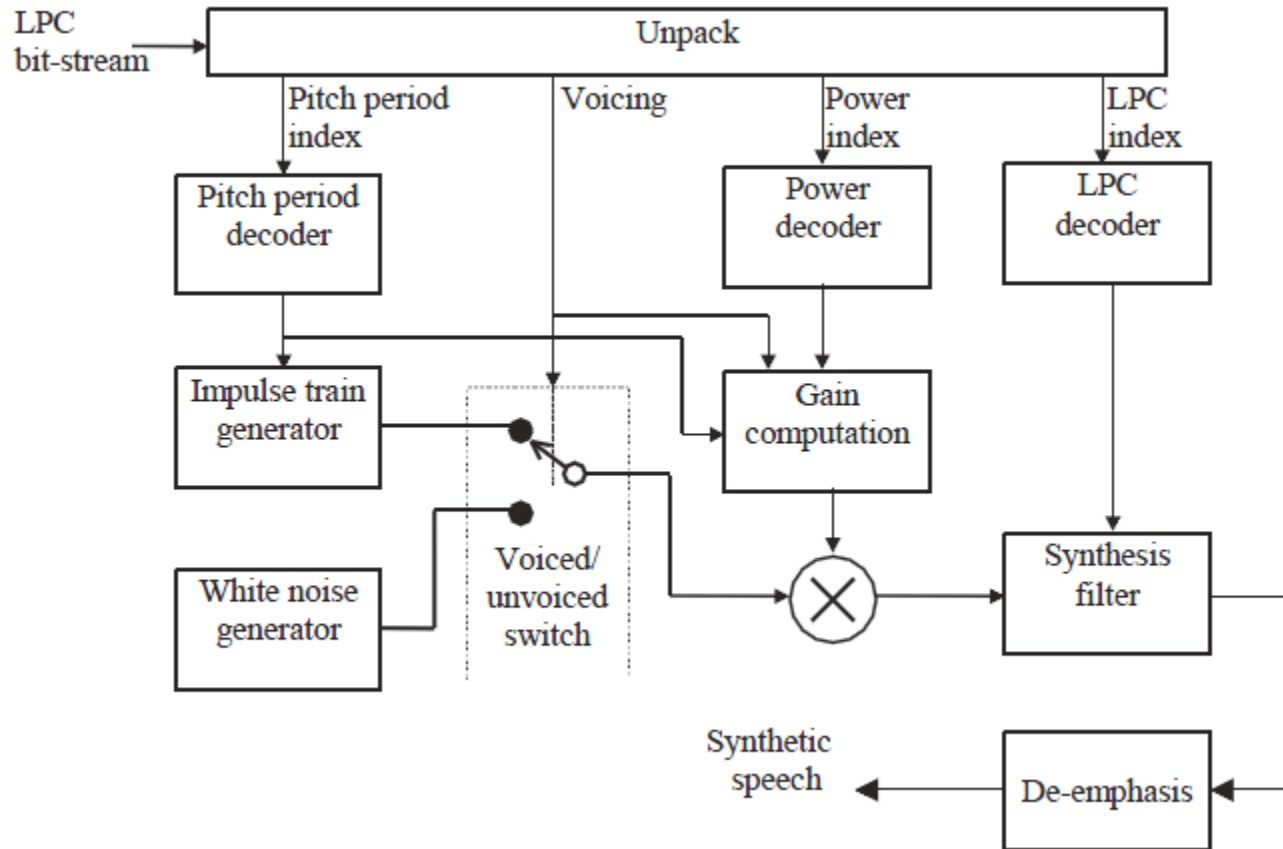 LPC
bit-stream
Unpack
Pitch period
index
Voicing
Power
index
LPC
index
Pitch period
decoder
Power
decoder
LPC
decoder
Impulse train
generator
Gain
computation
Voiced/
unvoiced
switch
White noise
generator
Synthesis
filter
Synthetic
speech
De-emphasis